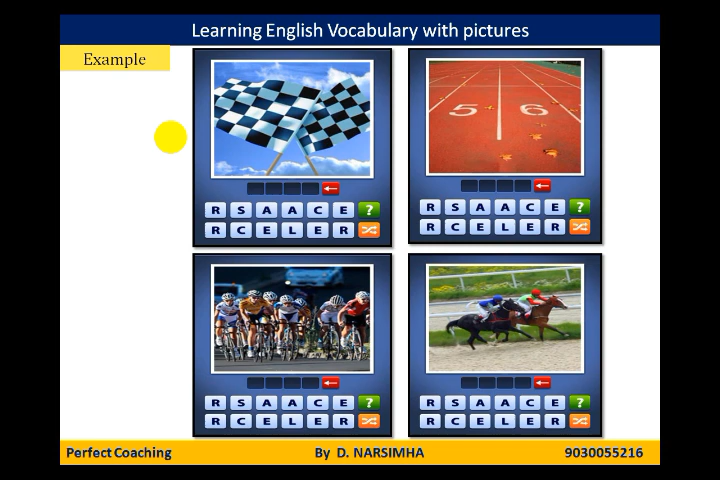 Learning English Vocabulary with pictures
Example
R S A A C E ?
R C E L E R
5 6
R S A A C E ?
R C E L E R
R S A A C E ?
R C E L E R
R S A A C E ?
R C E L E R
Perfect Coaching By D. NARSIMHA 9030055216